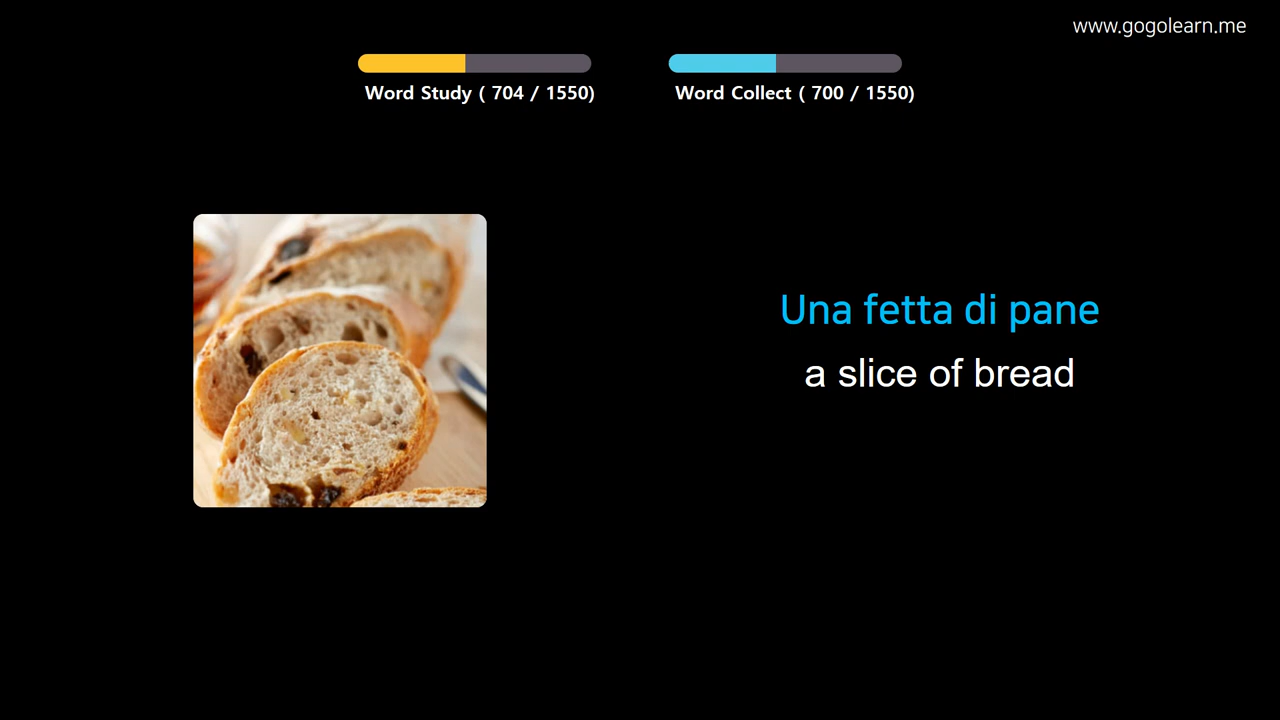 www.gogolearn.me
Word Study ( 704 / 1550)
Word Collect ( 700 / 1550)
Una fetta di pane
a slice of bread